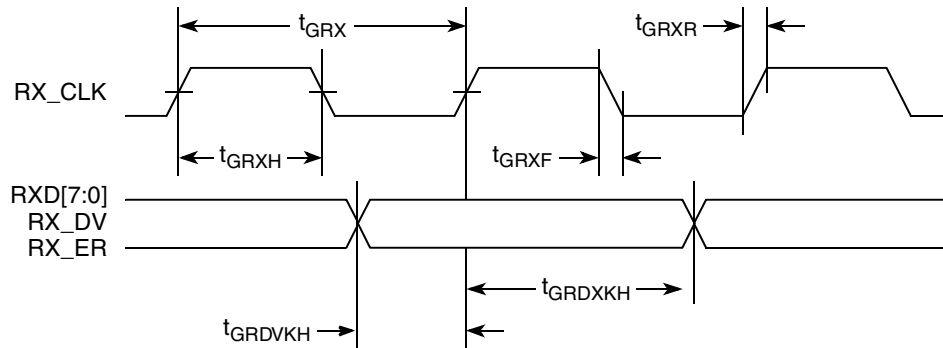 tGRX
tGRXR
RX_CLK
tGRXH
tGRXF
RXD[7:0]
RX_DV
RX_ER
tGRDXKH
tGRDVKH